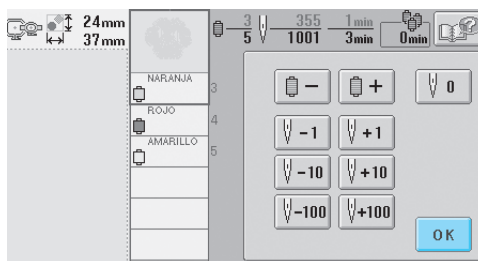 24mm
37mm
3 355 1min
5 1001 3min 0min
NARANJA 3
ROJO 4
AMARILLO 5
− + 0
−1 +1
−10 +10
−100 +100
OK